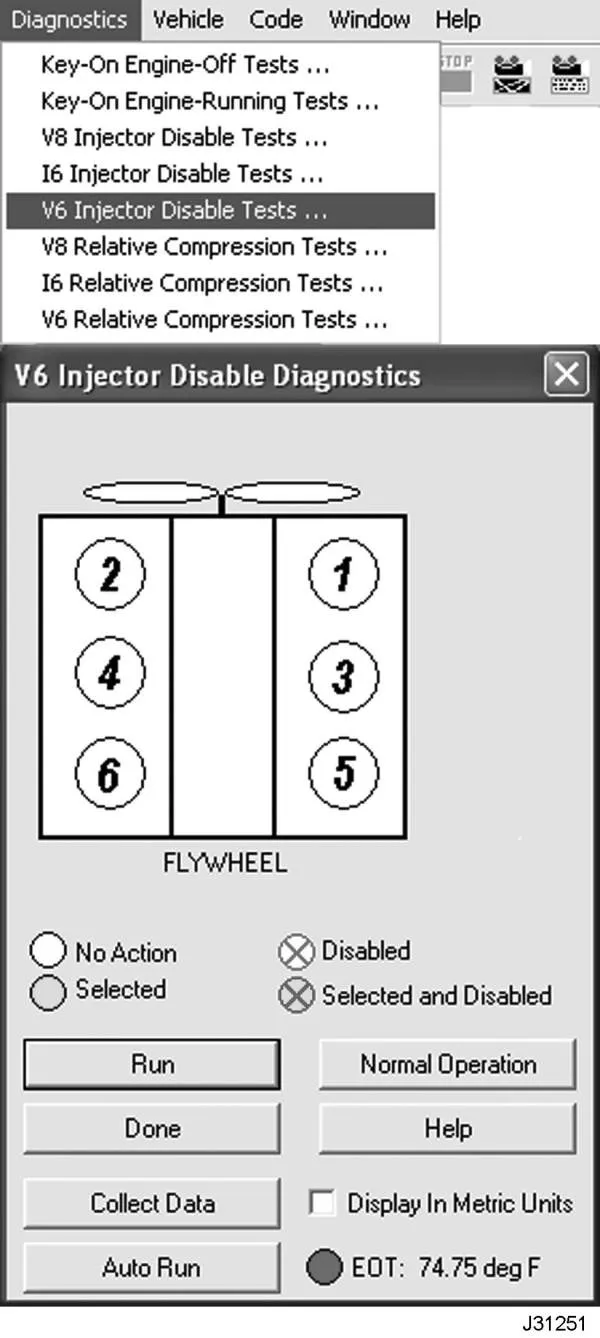 Diagnostics Vehicle Code Window Help
STOP
Key-On Engine-Off Tests ...
Key-On Engine-Running Tests ...
V8 Injector Disable Tests ...
I6 Injector Disable Tests ...
V6 Injector Disable Tests ...
V8 Relative Compression Tests ...
I6 Relative Compression Tests ...
V6 Relative Compression Tests ...
V6 Injector Disable Diagnostics
2 1
4 3
6 5
FLYWHEEL
No Action Disabled
Selected Selected and Disabled
Run Normal Operation
Done Help
Collect Data Display In Metric Units
Auto Run EOT: 74.75 deg F
J31251